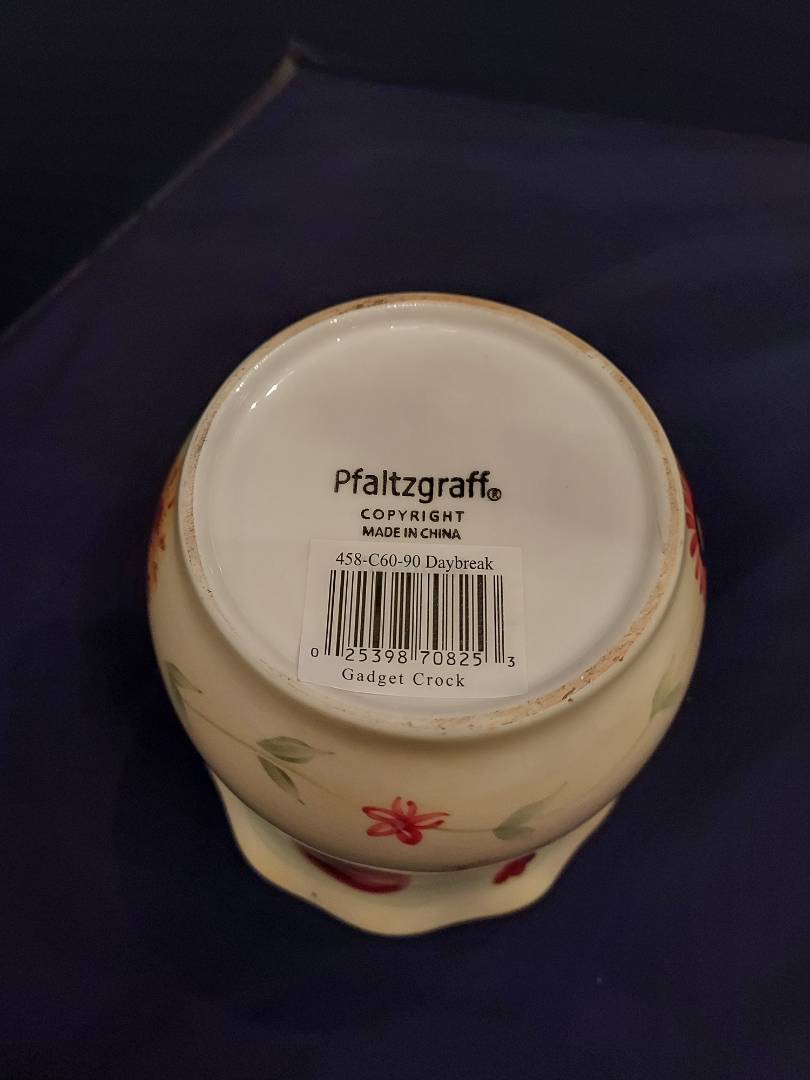 Pfaltzgraff®
COPYRIGHT
MADE IN CHINA
458-C60-90 Daybreak
0 25398 70825 3
Gadget Crock